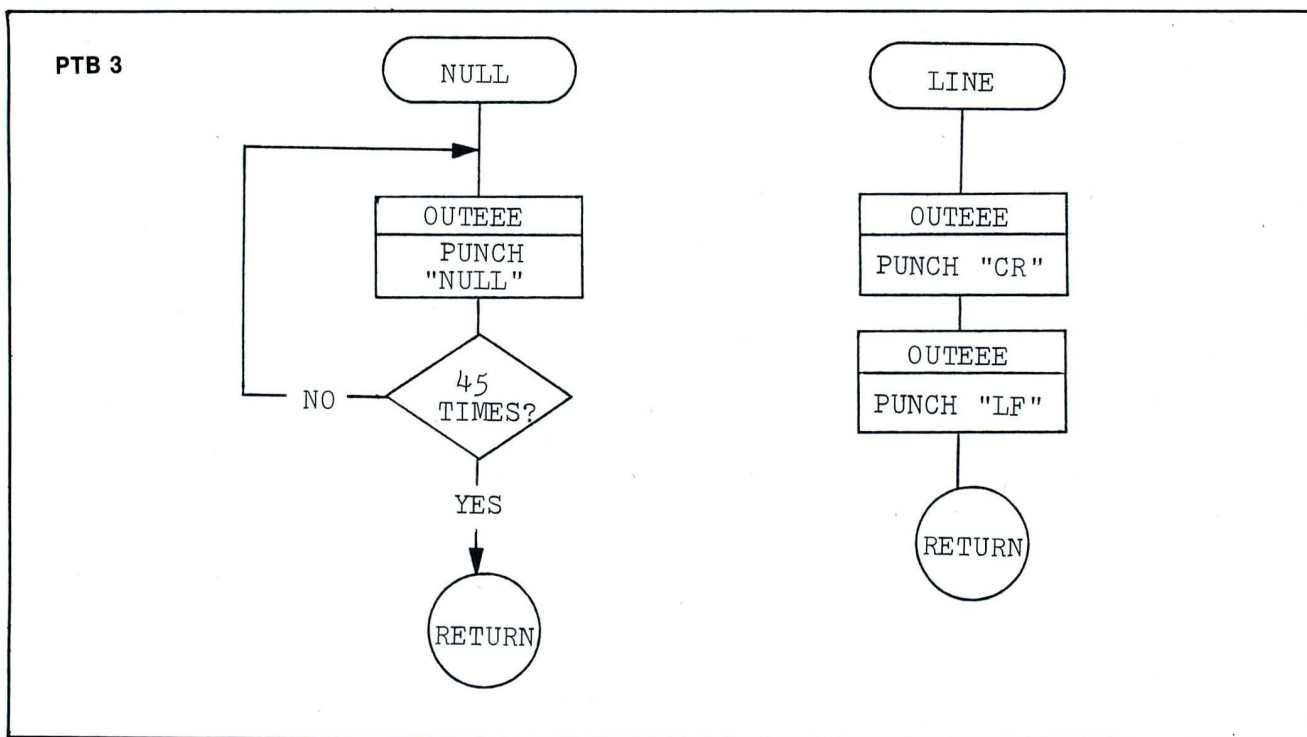 PTB 3
NULL
OUTEEE
PUNCH
"NULL"
45
TIMES?
NO
YES
RETURN
LINE
OUTEEE
PUNCH "CR"
OUTEEE
PUNCH "LF"
RETURN